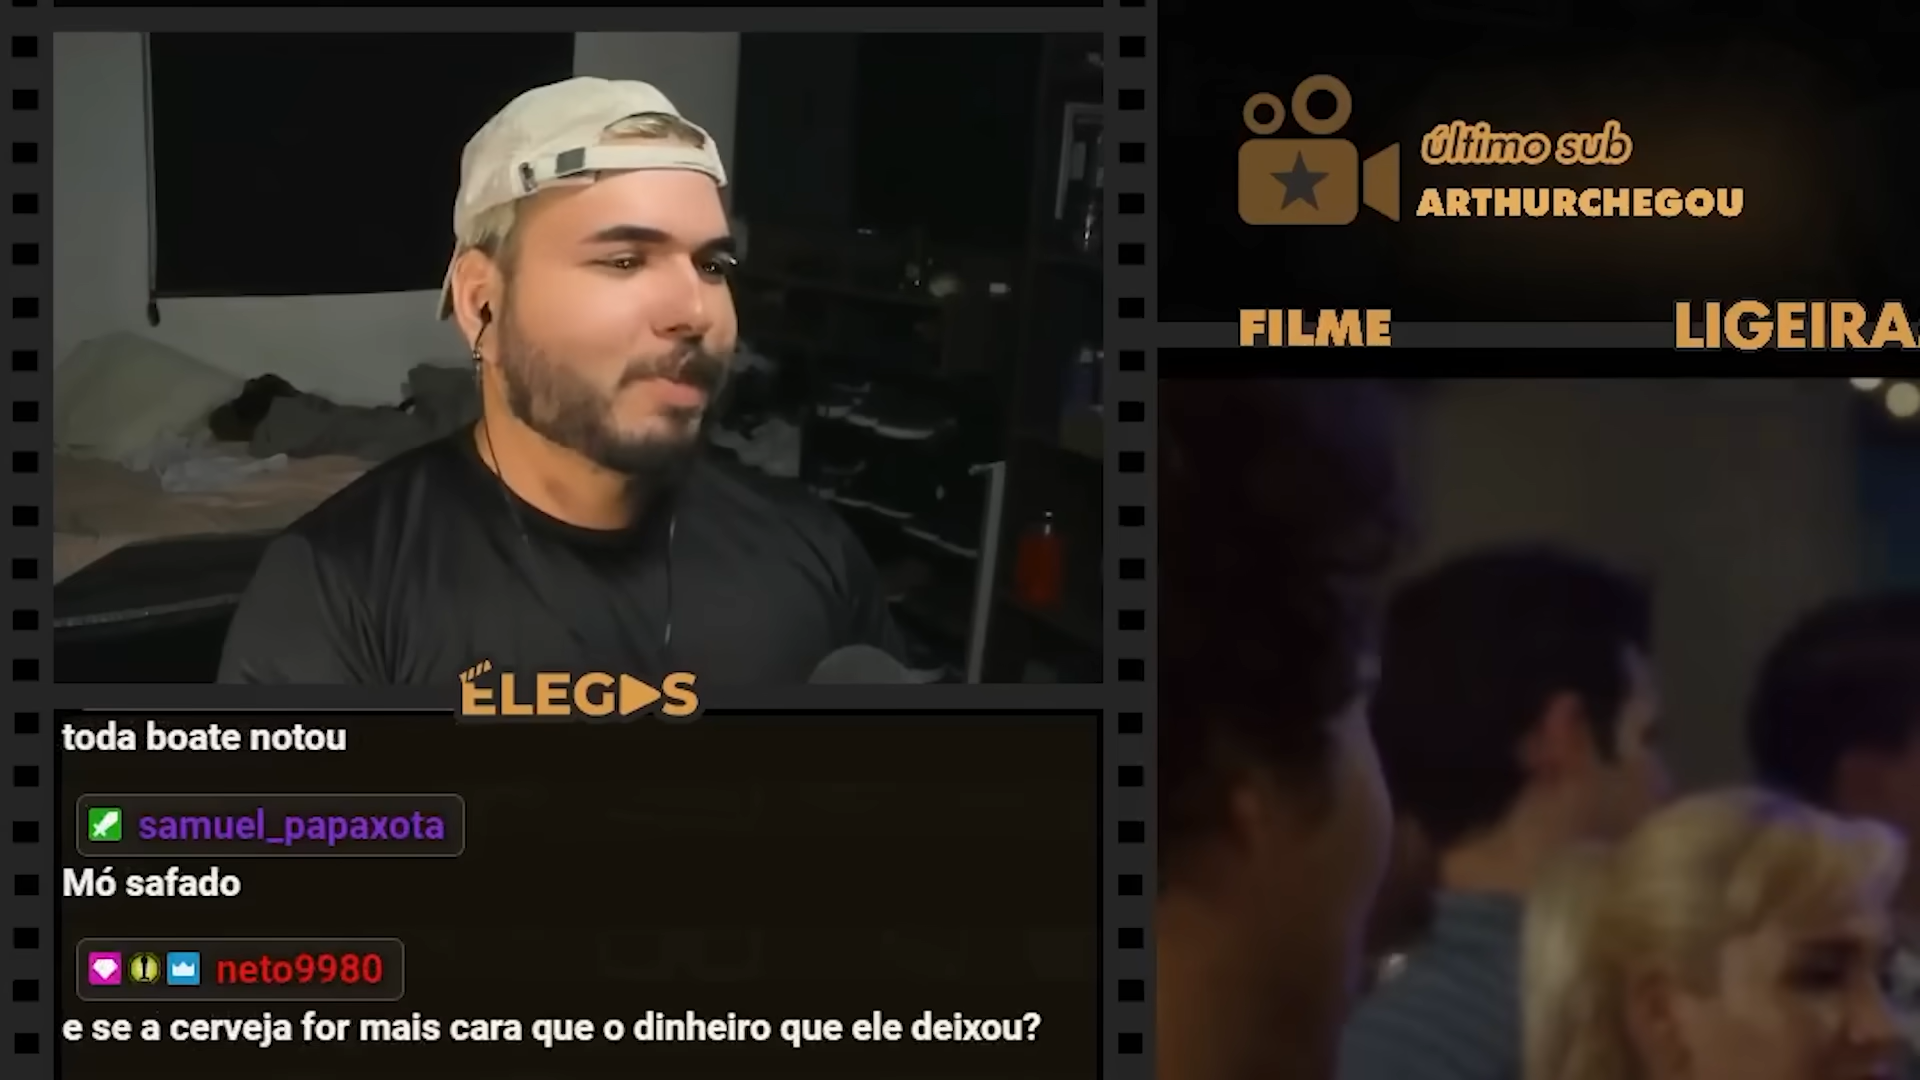 último sub
ARTHURCHEGOU
FILME
LIGEIRA
ELEG▶S
toda boate notou
samuel_papaxota
Mó safado
neto9980
e se a cerveja for mais cara que o dinheiro que ele deixou?